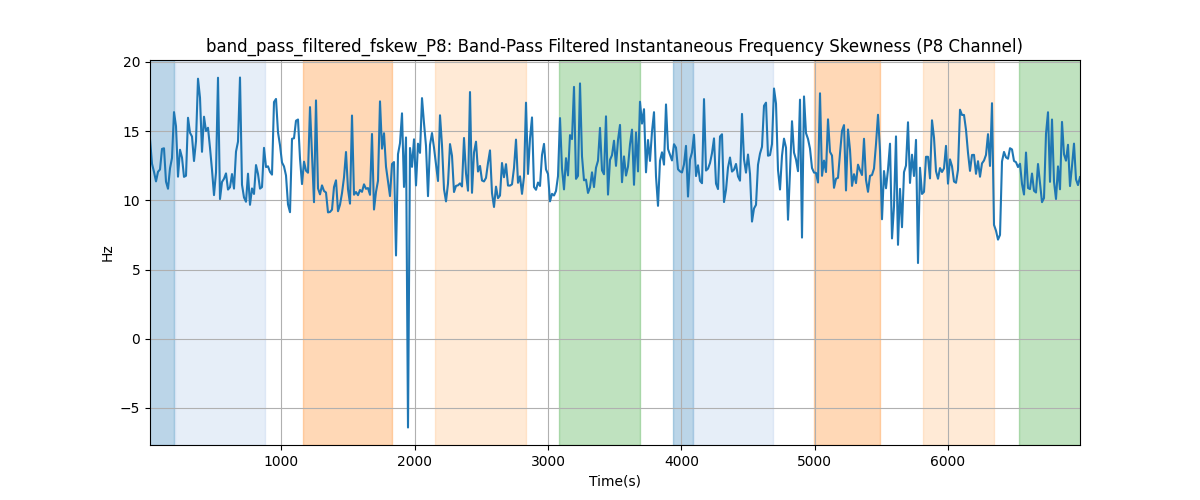 band_pass_filtered_fskew_P8: Band-Pass Filtered Instantaneous Frequency Skewness (P8 Channel)
20
15
10
5
0
−5
Hz
1000 2000 3000 4000 5000 6000
Time(s)